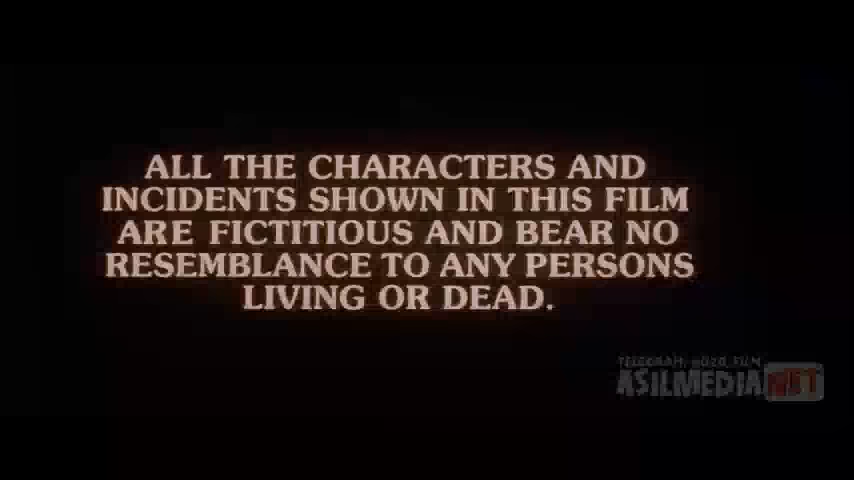 ALL THE CHARACTERS AND
INCIDENTS SHOWN IN THIS FILM
ARE FICTITIOUS AND BEAR NO
RESEMBLANCE TO ANY PERSONS
LIVING OR DEAD.
ASILMEDIA.NET